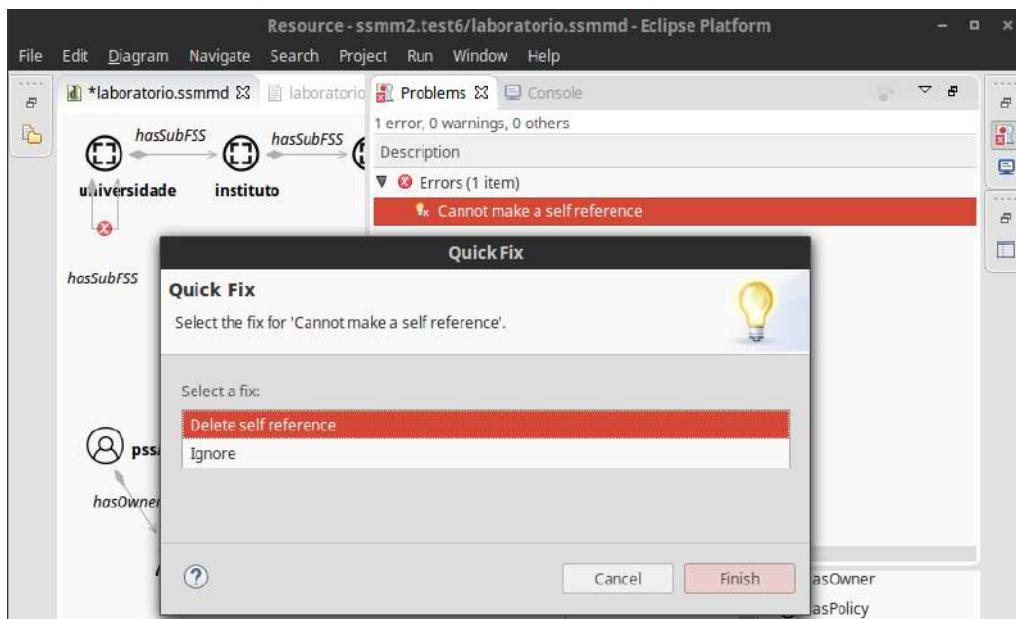 Resource - ssmm2.test6/laboratorio.ssmmd - Eclipse Platform
File Edit Diagram Navigate Search Project Run Window Help
*laboratorio.ssmmd laboratorio Problems Console
1 error, 0 warnings, 0 others
Description
Errors (1 item)
Cannot make a self reference
hasSubFSS hasSubFSS
universidade instituto
hasSubFSS
Quick Fix
Quick Fix
Select the fix for 'Cannot make a self reference'.
Select a fix:
Delete self reference
Ignore
pss
hasOwner
Cancel Finish
asOwner
asPolicy